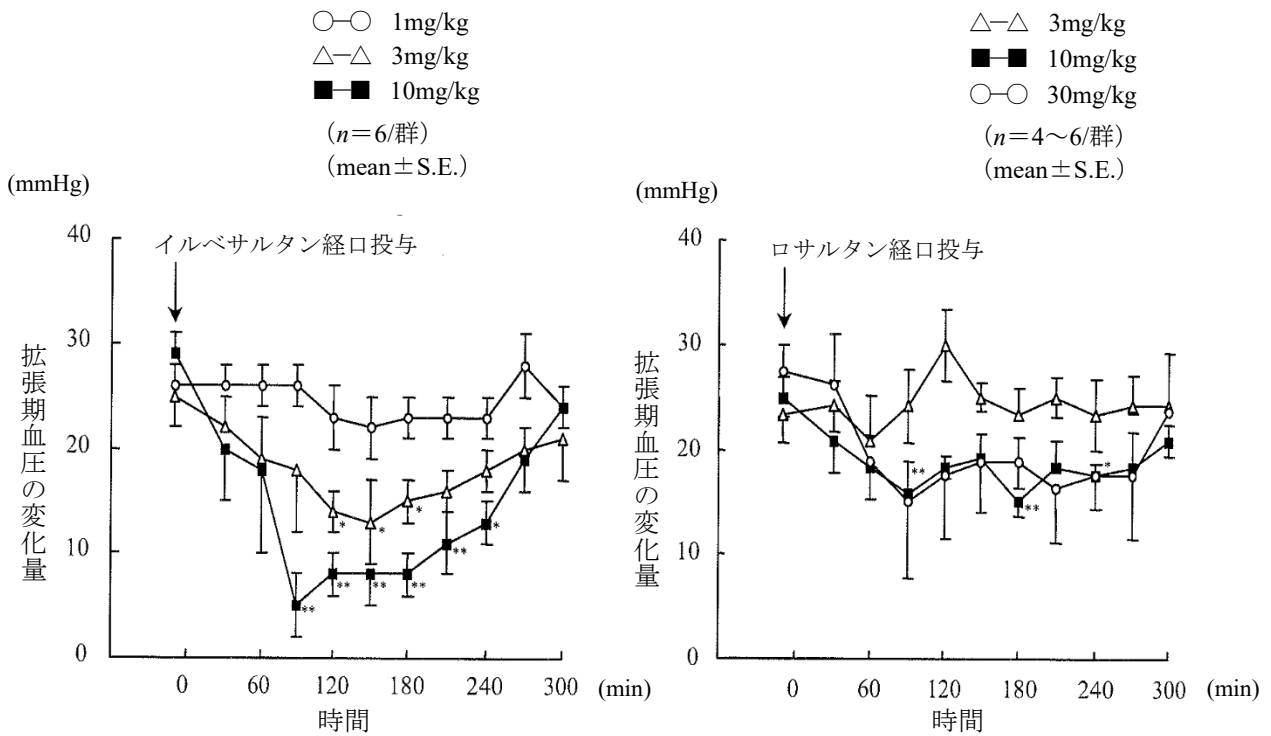 ○−○ 1mg/kg
△−△ 3mg/kg
■−■ 10mg/kg
(n=6/群)
(mean±S.E.)
(mmHg)
イルベサルタン経口投与
拡張期血圧の変化量
40
30
20
10
0
*
*
*
**
**
**
**
**
*
0 60 120 180 240 300 (min)
時間
△−△ 3mg/kg
■−■ 10mg/kg
○−○ 30mg/kg
(n=4～6/群)
(mean±S.E.)
(mmHg)
ロサルタン経口投与
拡張期血圧の変化量
40
30
20
10
0
**
**
*
0 60 120 180 240 300 (min)
時間